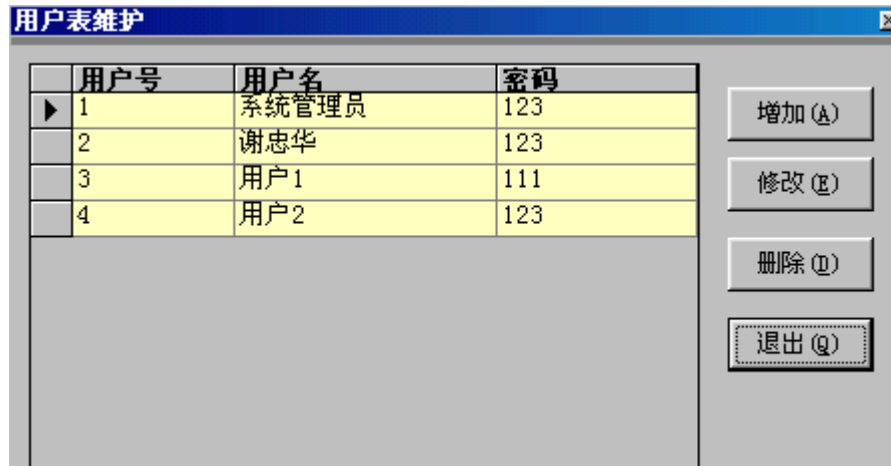 用户表维护
用户号 用户名 密码
1 系统管理员 123
2 谢忠华 123
3 用户1 111
4 用户2 123
增加(A)
修改(E)
删除(D)
退出(Q)